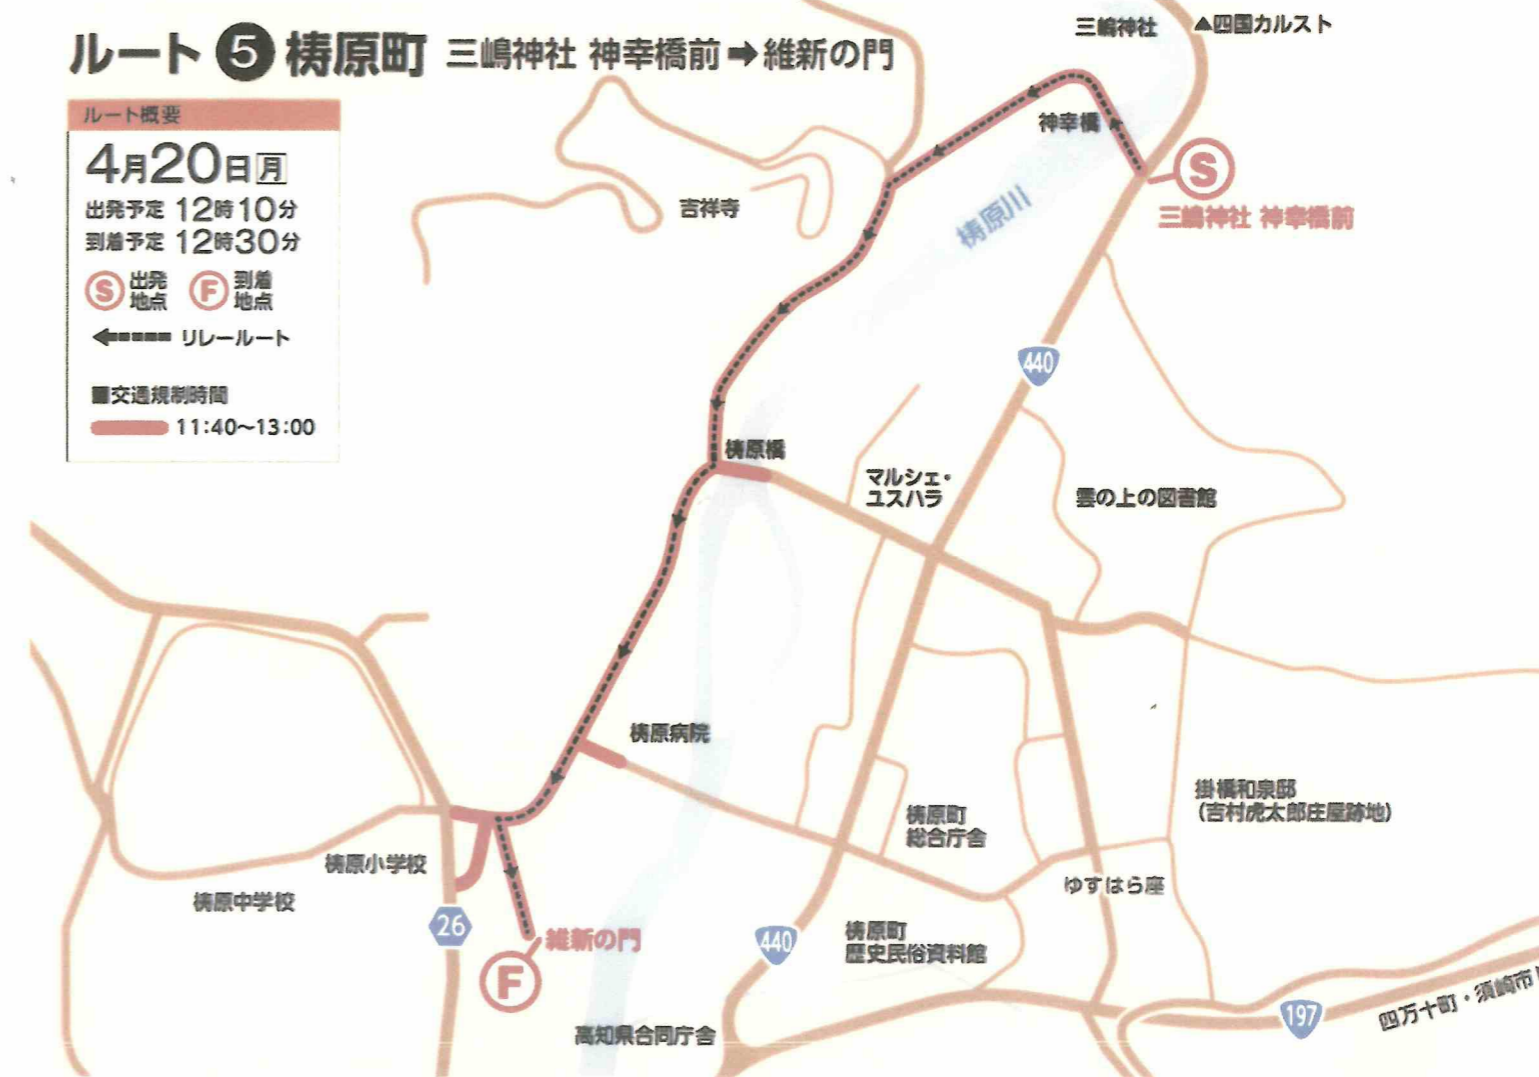 ルート 5 梼原町 三嶋神社 神幸橋前➡維新の門
ルート概要
4月20日月
出発予定 12時10分
到着予定 12時30分
S 出発
地点
F 到着
地点
リレールート
■交通規制時間
11:40〜13:00
三嶋神社
▲四国カルスト
神幸橋
S
三嶋神社 神幸橋前
吉祥寺
梼原川
440
梼原橋
マルシェ・
ユスハラ
雲の上の図書館
梼原病院
梼原町
総合庁舎
掛橋和泉邸
(吉村虎太郎庄屋跡地)
梼原小学校
梼原中学校
ゆすはら座
26
維新の門
F
440
梼原町
歴史民俗資料館
高知県合同庁舎
197
四万十町・須崎市